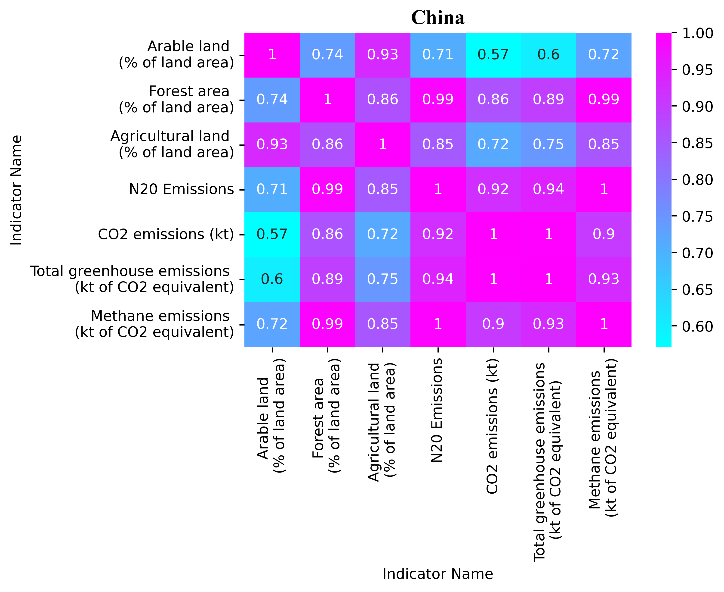 China
Arable land
(% of land area)
1 0.74 0.93 0.71 0.57 0.6 0.72
Forest area
(% of land area)
0.74 1 0.86 0.99 0.86 0.89 0.99
Agricultural land
(% of land area)
0.93 0.86 1 0.85 0.72 0.75 0.85
N20 Emissions
0.71 0.99 0.85 1 0.92 0.94 1
CO2 emissions (kt)
0.57 0.86 0.72 0.92 1 1 0.9
Total greenhouse emissions
(kt of CO2 equivalent)
0.6 0.89 0.75 0.94 1 1 0.93
Methane emissions
(kt of CO2 equivalent)
0.72 0.99 0.85 1 0.9 0.93 1
Indicator Name
Arable land
(% of land area)
Forest area
(% of land area)
Agricultural land
(% of land area)
N20 Emissions
CO2 emissions (kt)
Total greenhouse emissions
(kt of CO2 equivalent)
Methane emissions
(kt of CO2 equivalent)
Indicator Name
1.00
0.95
0.90
0.85
0.80
0.75
0.70
0.65
0.60